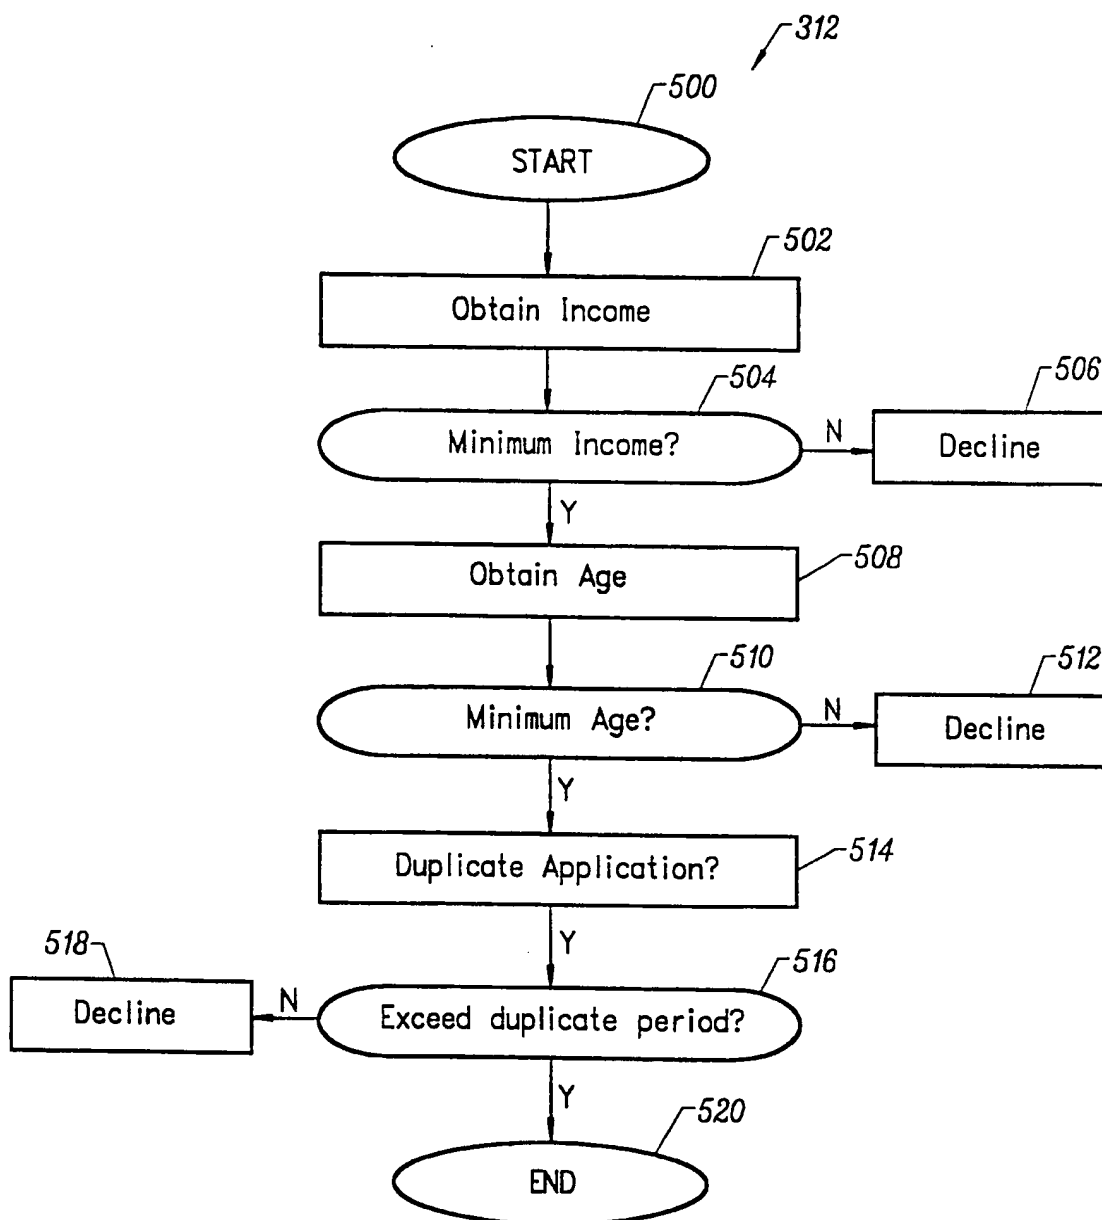 312
500
START
502
Obtain Income
504
506
Minimum Income?
N
Decline
Y
Obtain Age
508
510
512
Minimum Age?
N
Decline
Y
Duplicate Application?
514
518
Y
516
Decline
N
Exceed duplicate period?
Y
520
END